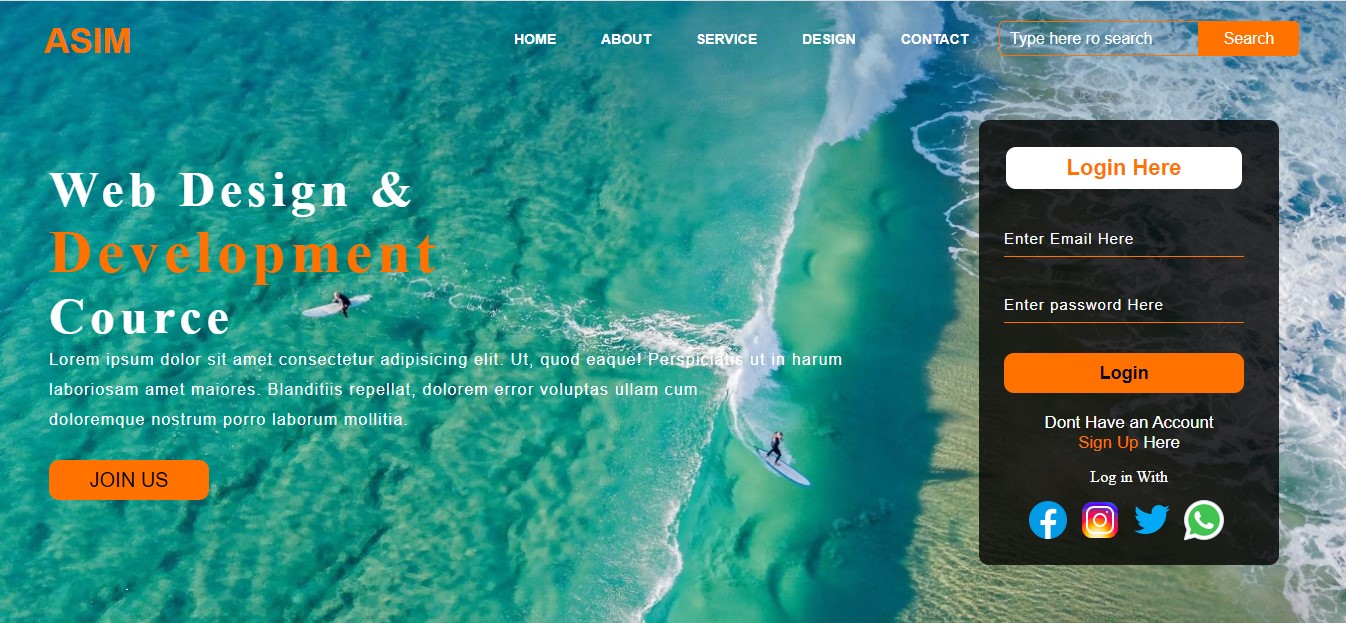 ASIM
HOME ABOUT SERVICE DESIGN CONTACT
Type here ro search Search
Web Design &
Development
Cource
Lorem ipsum dolor sit amet consectetur adipisicing elit. Ut, quod eaque! Perspiciatis ut in harum
laboriosam amet maiores. Blanditiis repellat, dolorem error voluptas ullam cum
doloremque nostrum porro laborum mollitia.
JOIN US
Login Here
Enter Email Here
Enter password Here
Login
Dont Have an Account
Sign Up Here
Log in With